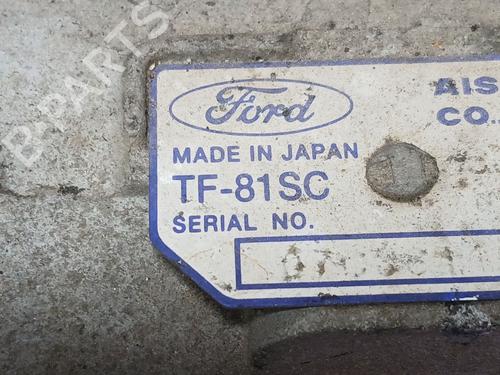 B-PARTS
Ford
AIS
CO.,
MADE IN JAPAN
TF-81SC
SERIAL NO.